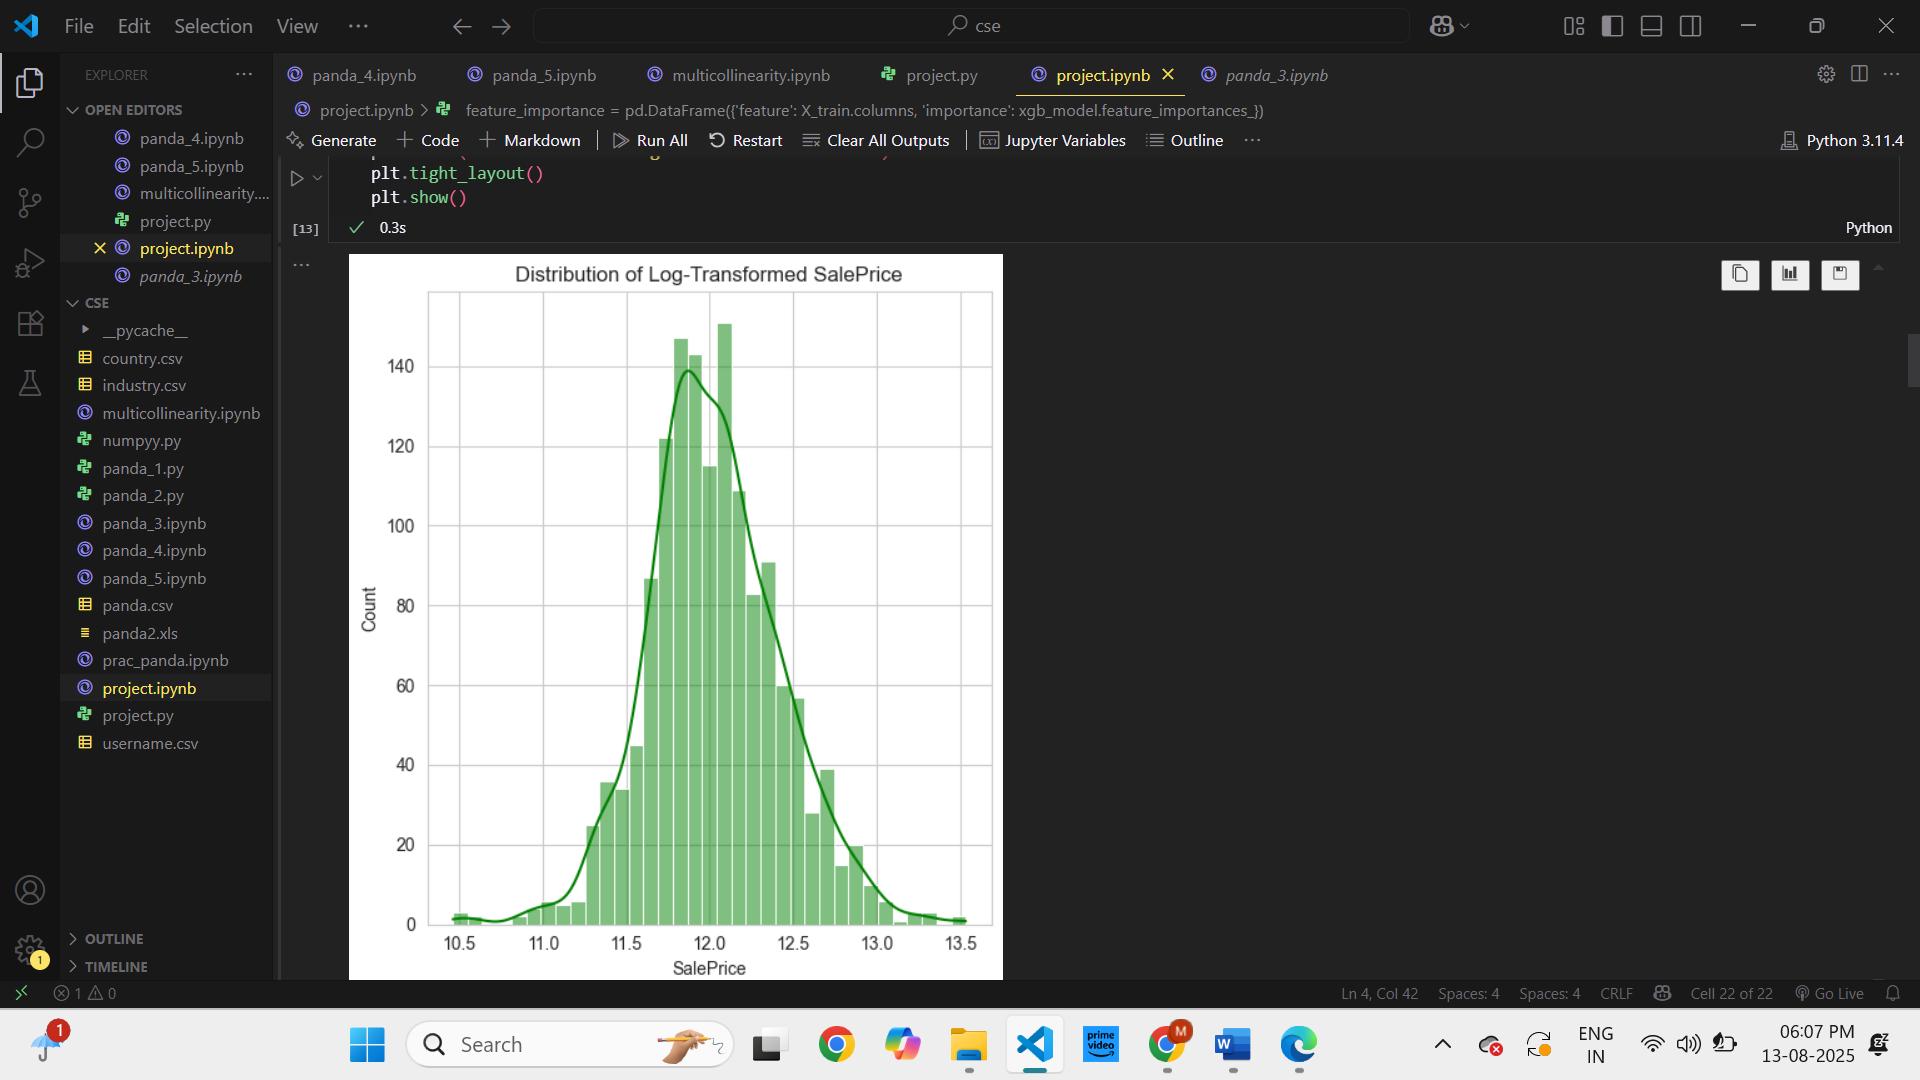 File Edit Selection View ···
cse
EXPLORER
OPEN EDITORS
panda_4.ipynb
panda_5.ipynb
multicollinearity....
project.py
project.ipynb
panda_3.ipynb
CSE
__pycache__
country.csv
industry.csv
multicollinearity.ipynb
numpyy.py
panda_1.py
panda_2.py
panda_3.ipynb
panda_4.ipynb
panda_5.ipynb
panda.csv
panda2.xls
prac_panda.ipynb
project.ipynb
project.py
username.csv
OUTLINE
TIMELINE
panda_4.ipynb panda_5.ipynb multicollinearity.ipynb project.py project.ipynb panda_3.ipynb
project.ipynb > feature_importance = pd.DataFrame({'feature': X_train.columns, 'importance': xgb_model.feature_importances_})
Generate + Code + Markdown Run All Restart Clear All Outputs Jupyter Variables Outline ··· Python 3.11.4
plt.tight_layout()
plt.show()
[13] 0.3s Python
Distribution of Log-Transformed SalePrice
140
120
100
80
60
40
20
0
Count
10.5 11.0 11.5 12.0 12.5 13.0 13.5
SalePrice
1
1 0 Ln 4, Col 42 Spaces: 4 Spaces: 4 CRLF Cell 22 of 22 Go Live
1
Search
prime video
M
W
ENG
IN
06:07 PM
13-08-2025